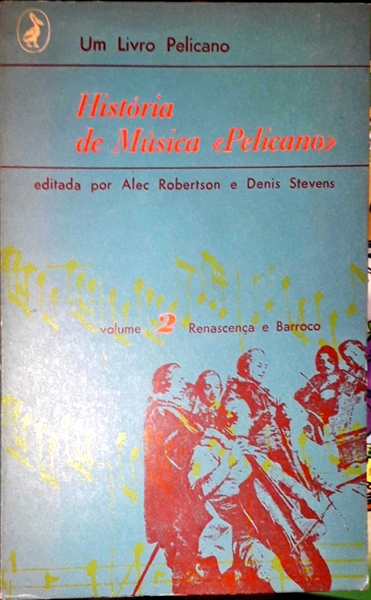 Um Livro Pelicano
História
de Música «Pelicano»
editada por Alec Robertson e Denis Stevens
volume 2 Renascença e Barroco